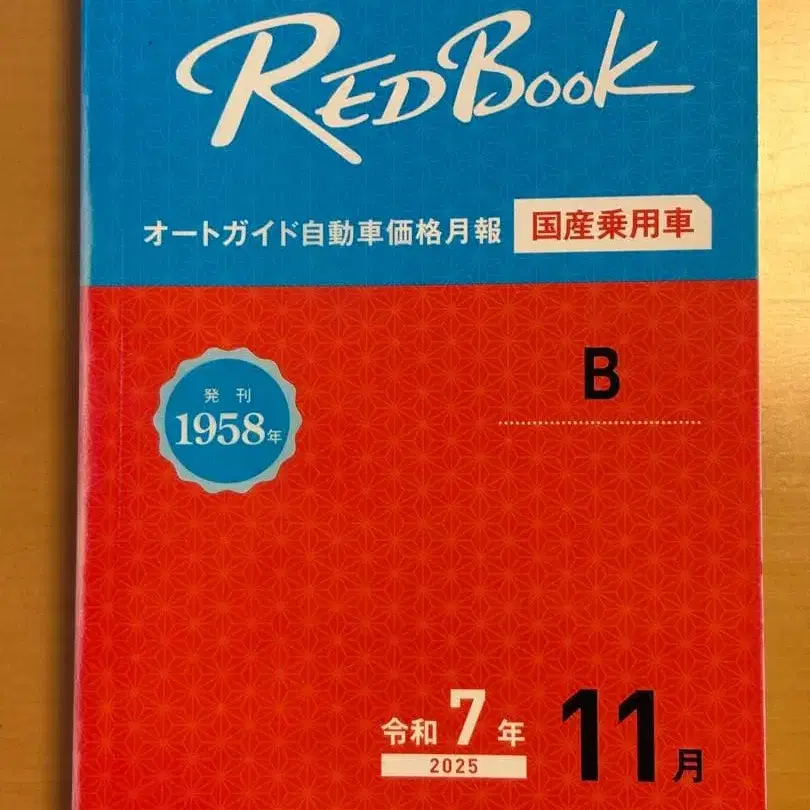 REDBOOK
オートガイド自動車価格月報 国産乗用車
B
発刊
1958年
令和7年 11月
2025